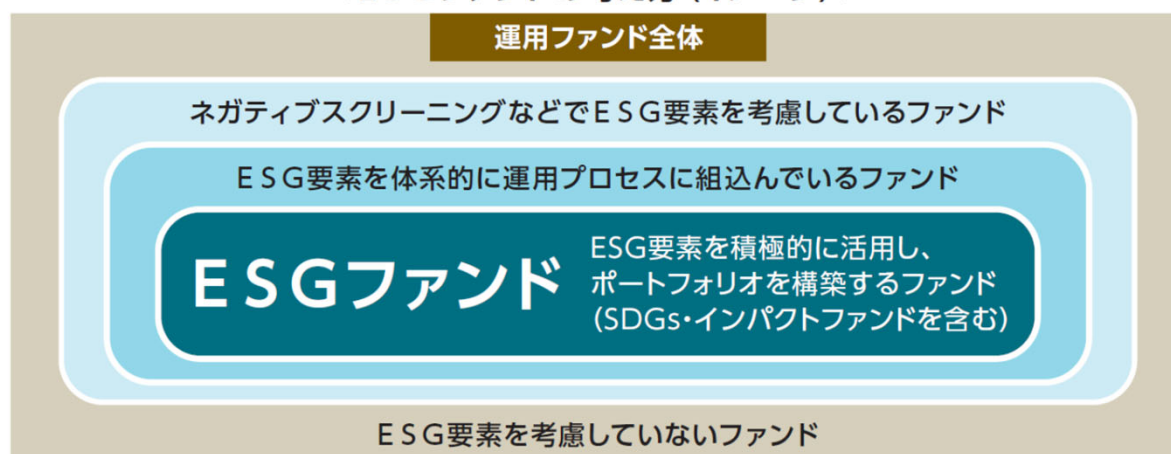 運用ファンド全体
ネガティブスクリーニングなどでESG要素を考慮しているファンド
ESG要素を体系的に運用プロセスに組込んでいるファンド
ESGファンド
ESG要素を積極的に活用し、
ポートフォリオを構築するファンド
(SDGs・インパクトファンドを含む)
ESG要素を考慮していないファンド